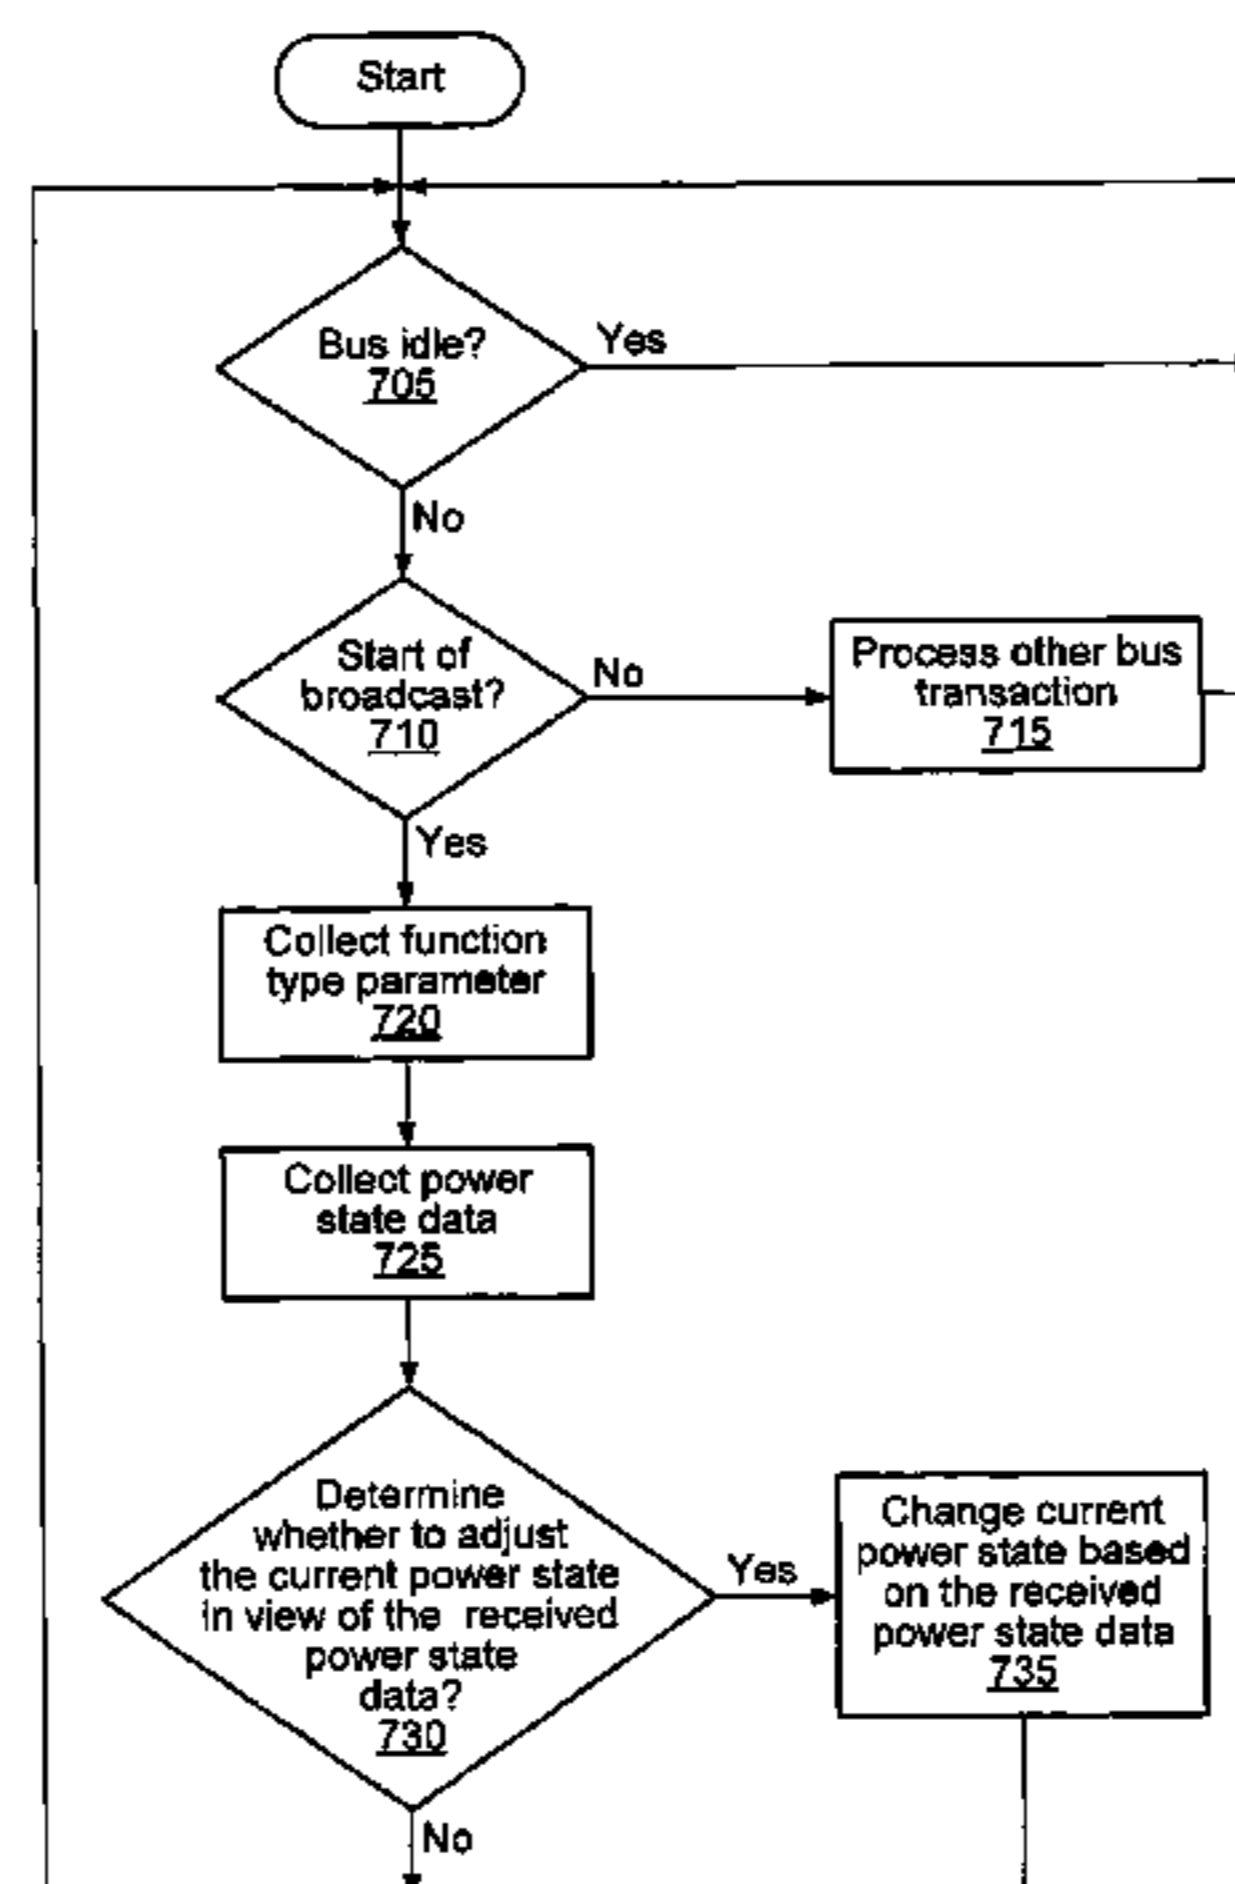 Start
Bus idle?
705
Yes
No
Start of
broadcast?
710
No
Process other bus
transaction
715
Yes
Collect function
type parameter
720
Collect power
state data
725
Determine
whether to adjust
the current power state
in view of the received
power state
data?
730
Yes
Change current
power state based
on the received
power state data
735
No